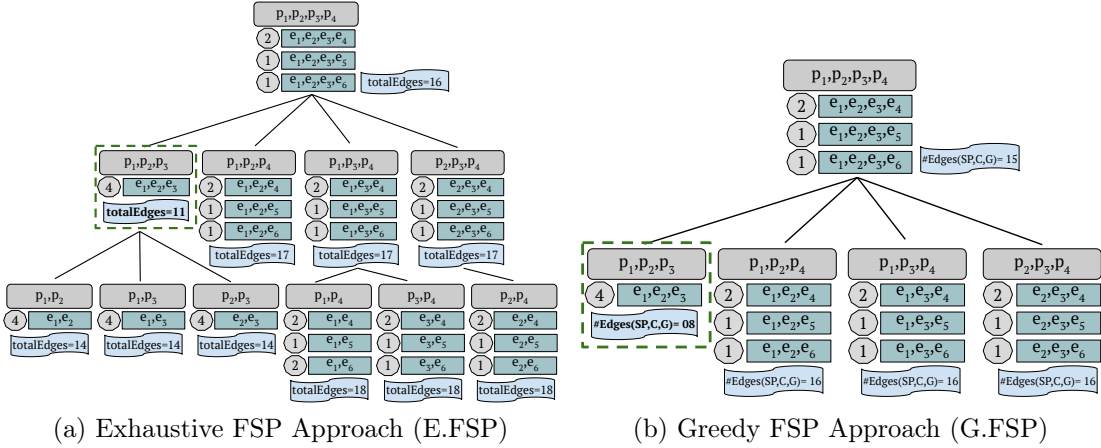 p₁,p₂,p₃,p₄
2 e₁,e₂,e₃,e₄
1 e₁,e₂,e₃,e₅
1 e₁,e₂,e₃,e₆
totalEdges=16
p₁,p₂,p₃
4 e₁,e₂,e₃
totalEdges=11
p₁,p₂,p₄
2 e₁,e₂,e₄
1 e₁,e₂,e₅
1 e₁,e₂,e₆
totalEdges=17
p₁,p₃,p₄
2 e₁,e₃,e₄
1 e₁,e₃,e₅
1 e₁,e₃,e₆
totalEdges=17
p₂,p₃,p₄
2 e₂,e₃,e₄
1 e₂,e₃,e₅
1 e₂,e₃,e₆
totalEdges=17
p₁,p₂
4 e₁,e₂
totalEdges=14
p₁,p₃
4 e₁,e₃
totalEdges=14
p₂,p₃
4 e₂,e₃
totalEdges=14
p₁,p₄
2 e₁,e₄
1 e₁,e₅
2 e₁,e₆
totalEdges=18
p₃,p₄
2 e₃,e₄
1 e₃,e₅
1 e₃,e₆
totalEdges=18
p₂,p₄
2 e₂,e₄
1 e₂,e₅
1 e₂,e₆
totalEdges=18
(a) Exhaustive FSP Approach (E.FSP)
p₁,p₂,p₃,p₄
2 e₁,e₂,e₃,e₄
1 e₁,e₂,e₃,e₅
1 e₁,e₂,e₃,e₆
#Edges(SP,C,G)= 15
p₁,p₂,p₃
4 e₁,e₂,e₃
#Edges(SP,C,G)= 08
p₁,p₂,p₄
2 e₁,e₂,e₄
1 e₁,e₂,e₅
1 e₁,e₂,e₆
#Edges(SP,C,G)= 16
p₁,p₃,p₄
2 e₁,e₃,e₄
1 e₁,e₃,e₅
1 e₁,e₃,e₆
#Edges(SP,C,G)= 16
p₂,p₃,p₄
2 e₂,e₃,e₄
1 e₂,e₃,e₅
1 e₂,e₃,e₆
#Edges(SP,C,G)= 16
(b) Greedy FSP Approach (G.FSP)